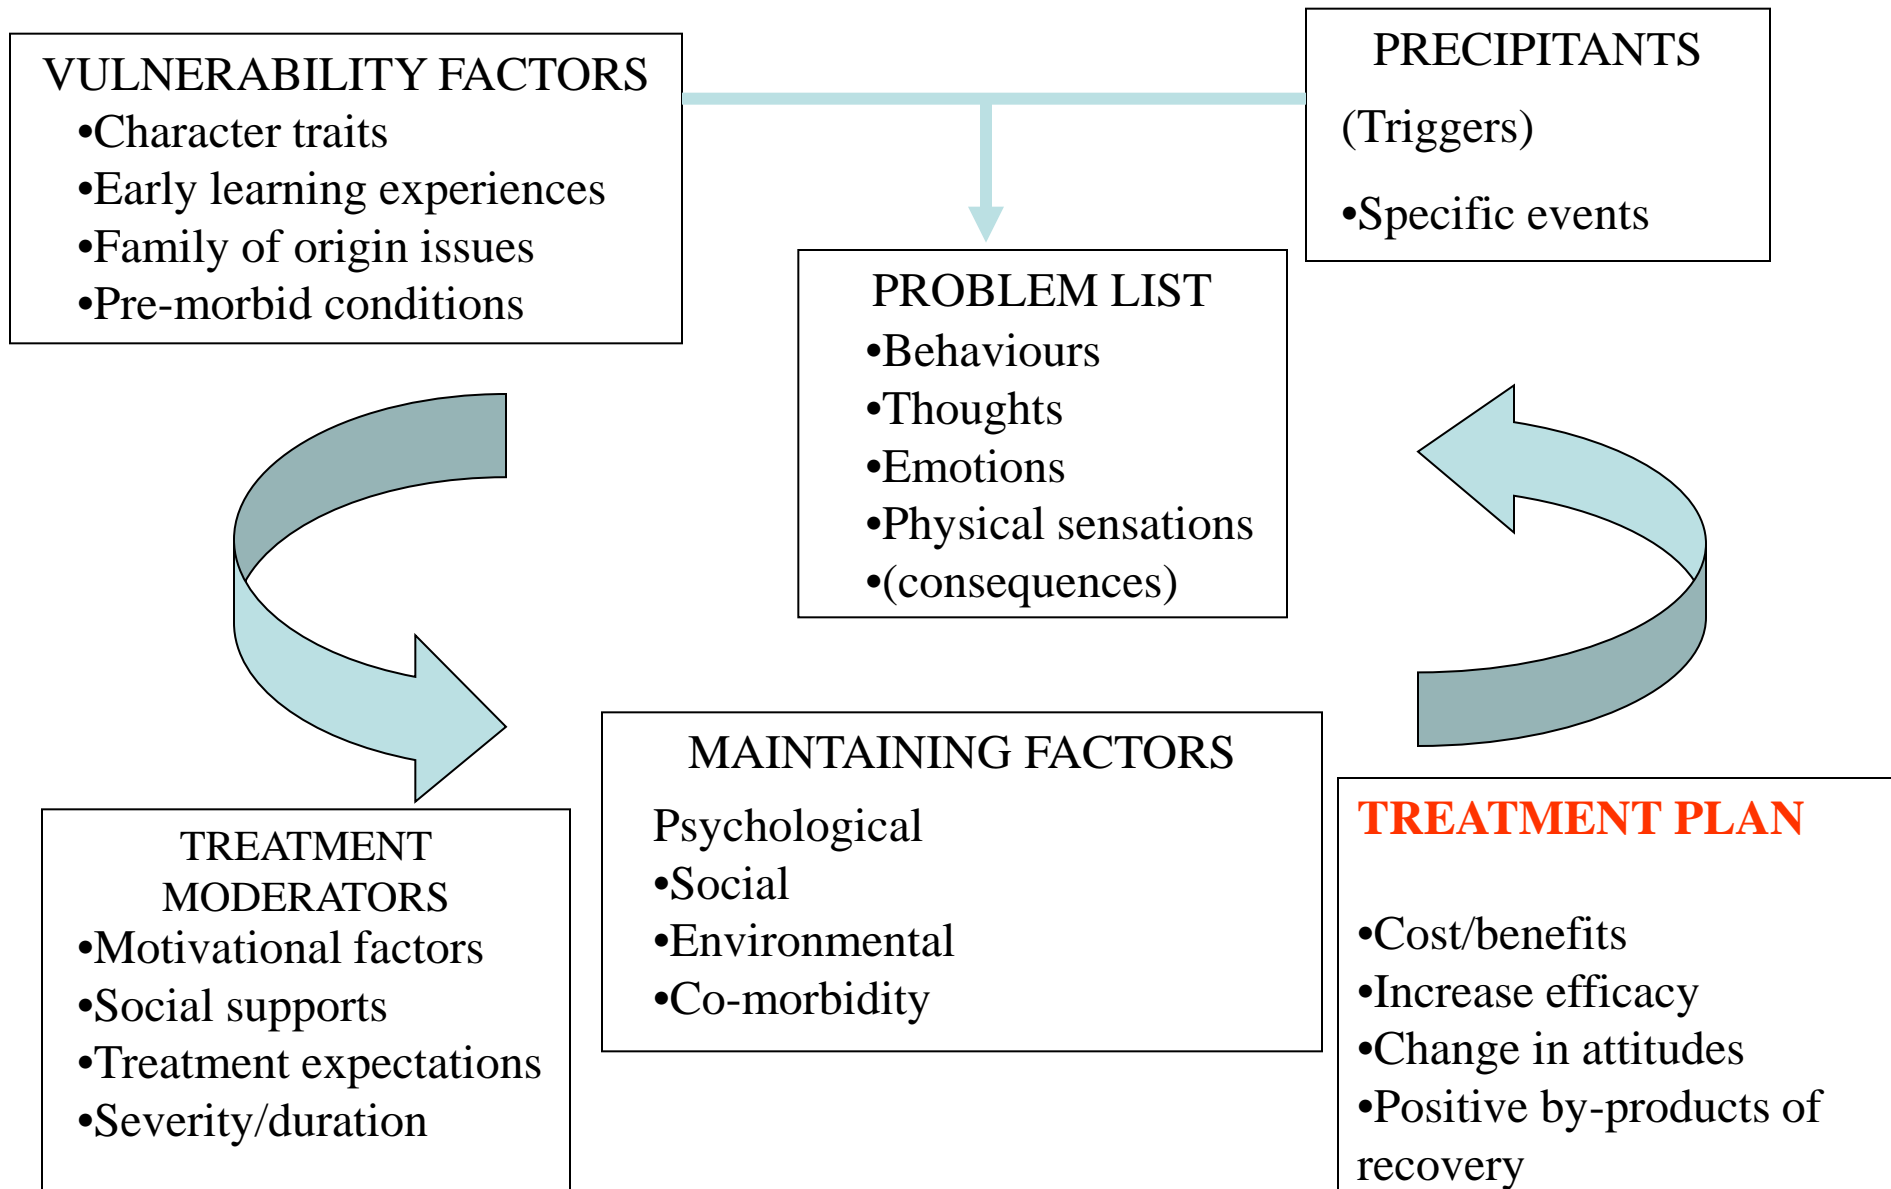 VULNERABILITY FACTORS
•Character traits
•Early learning experiences
•Family of origin issues
•Pre-morbid conditions
PRECIPITANTS
(Triggers)
•Specific events
PROBLEM LIST
•Behaviours
•Thoughts
•Emotions
•Physical sensations
•(consequences)
MAINTAINING FACTORS
Psychological
•Social
•Environmental
•Co-morbidity
TREATMENT
MODERATORS
•Motivational factors
•Social supports
•Treatment expectations
•Severity/duration
TREATMENT PLAN
•Cost/benefits
•Increase efficacy
•Change in attitudes
•Positive by-products of
recovery